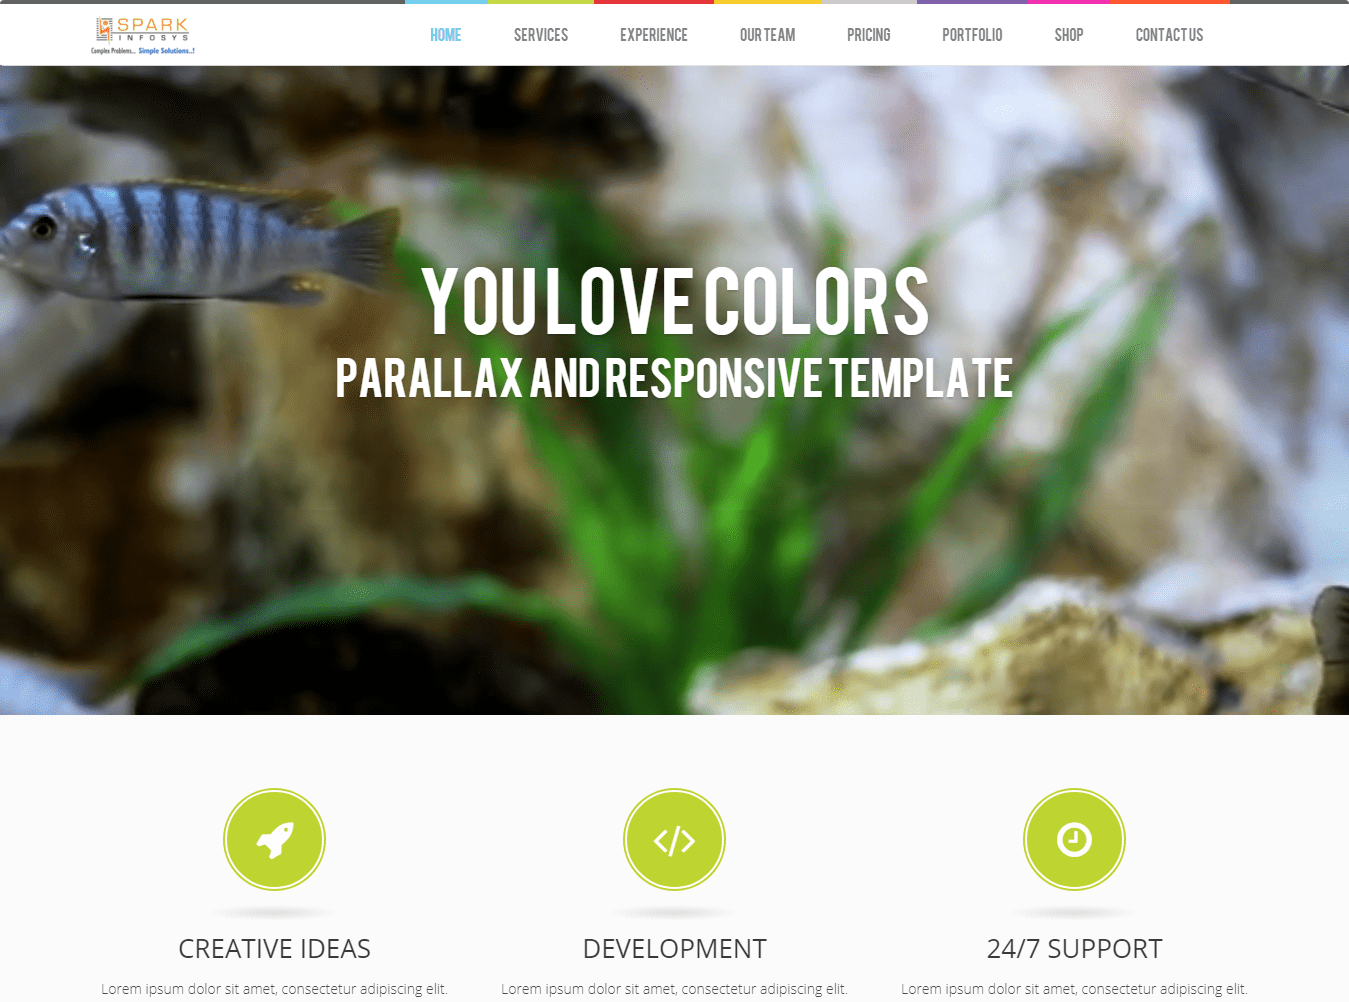 SPARK
INFOSYS
Complex Problems... Simple Solutions..!
HOME SERVICES EXPERIENCE OUR TEAM PRICING PORTFOLIO SHOP CONTACT US
YOU LOVE COLORS
PARALLAX AND RESPONSIVE TEMPLATE
CREATIVE IDEAS
Lorem ipsum dolor sit amet, consectetur adipiscing elit.
DEVELOPMENT
Lorem ipsum dolor sit amet, consectetur adipiscing elit.
24/7 SUPPORT
Lorem ipsum dolor sit amet, consectetur adipiscing elit.